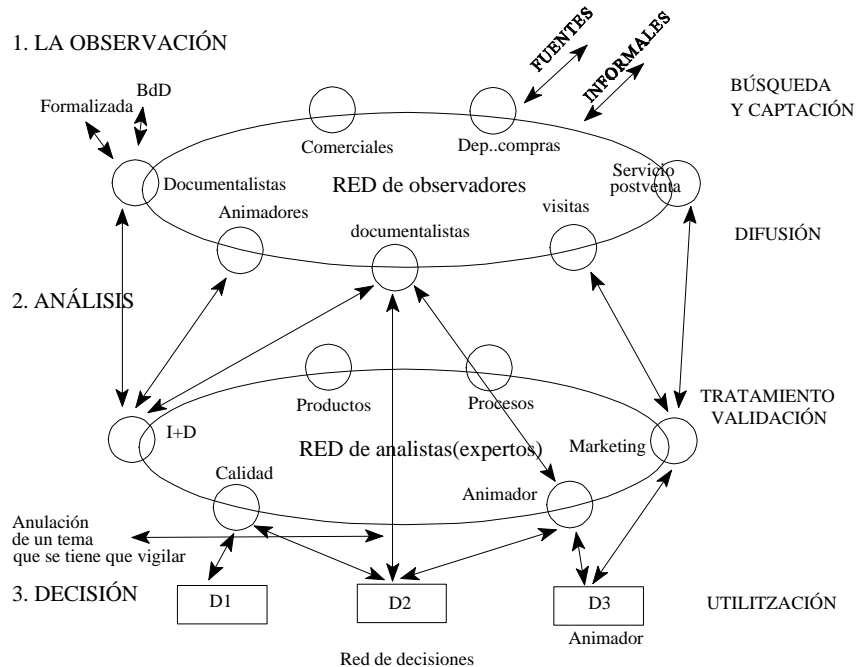 1. LA OBSERVACIÓN
FUENTES
INFORMALES
BdD
Formalizada
BÚSQUEDA
Y CAPTACIÓN
Comerciales
Dep..compras
Documentalistas
RED de observadores
Servicio
postventa
Animadores
visitas
documentalistas
DIFUSIÓN
2. ANÁLISIS
Productos
Procesos
TRATAMIENTO
VALIDACIÓN
I+D
RED de analistas(expertos)
Marketing
Calidad
Animador
Anulación
de un tema
que se tiene que vigilar
3. DECISIÓN
D1
D2
D3
UTILITZACIÓN
Animador
Red de decisiones